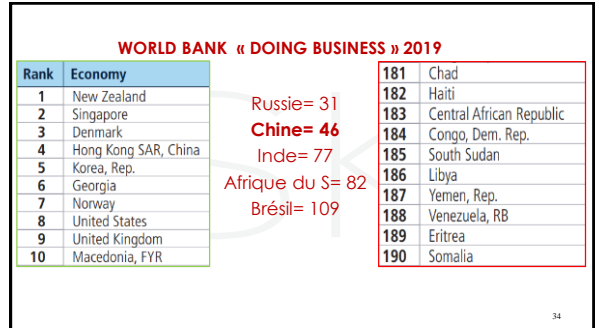 WORLD BANK « DOING BUSINESS » 2019
Rank Economy
1 New Zealand
2 Singapore
3 Denmark
4 Hong Kong SAR, China
5 Korea, Rep.
6 Georgia
7 Norway
8 United States
9 United Kingdom
10 Macedonia, FYR
Russie= 31
Chine= 46
Inde= 77
Afrique du S= 82
Brésil= 109
181 Chad
182 Haiti
183 Central African Republic
184 Congo, Dem. Rep.
185 South Sudan
186 Libya
187 Yemen, Rep.
188 Venezuela, RB
189 Eritrea
190 Somalia
34